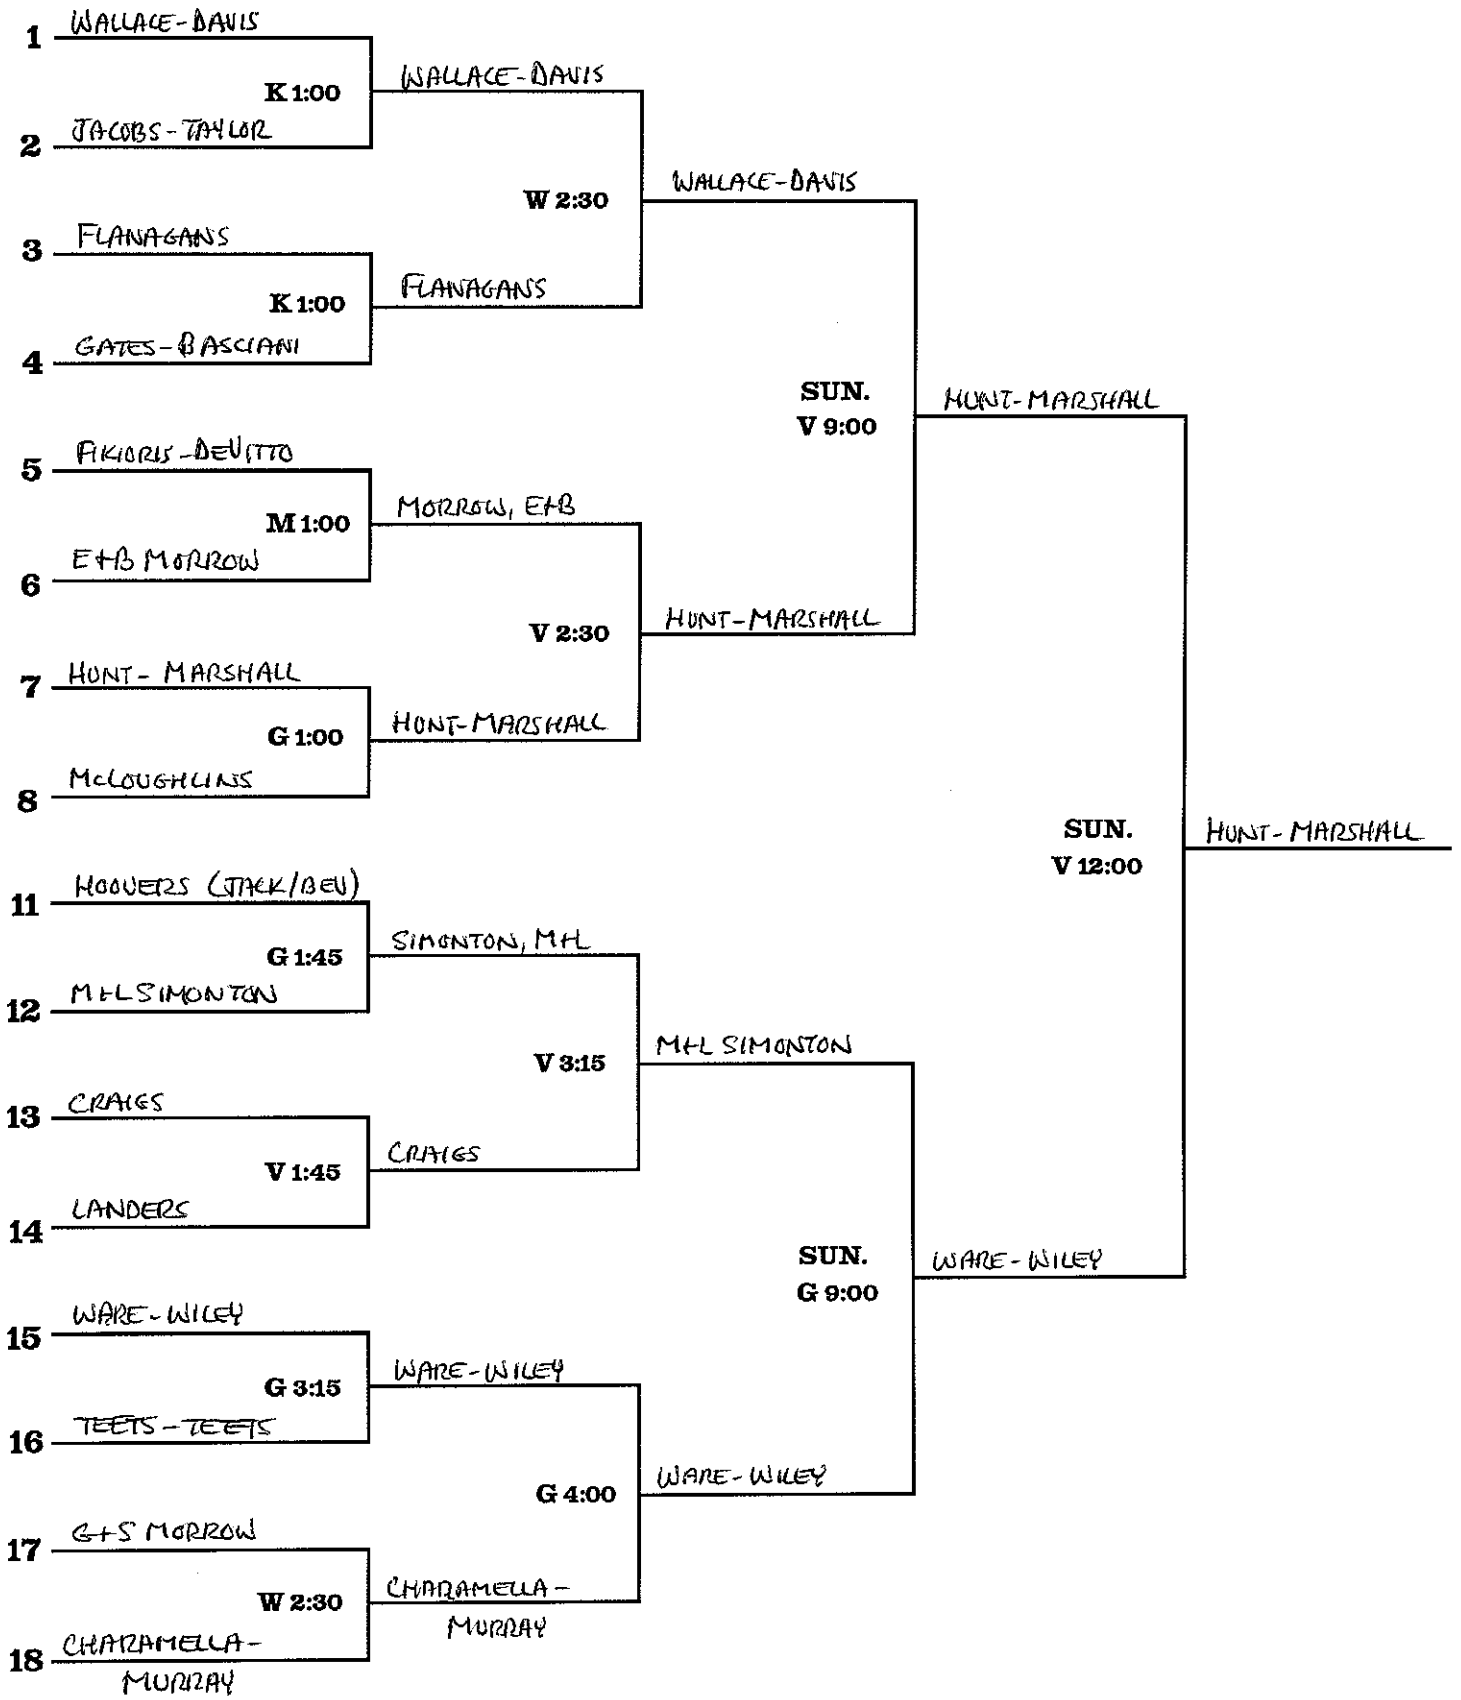 WALLACE-DAVIS
1
WALLACE-DAVIS
K 1:00
JACOBS-TAYLOR
2
WALLACE-DAVIS
W 2:30
FLANAGANS
3
FLANAGANS
K 1:00
GATES-BASCIANI
4
SUN.
HUNT-MARSHALL
V 9:00
FIKIORIS-DEVITTO
5
MORROW, E+B
M 1:00
E+B MORROW
6
HUNT-MARSHALL
V 2:30
HUNT-MARSHALL
7
HUNT-MARSHALL
G 1:00
McLOUGHLINS
8
SUN.
HUNT-MARSHALL
V 12:00
HOOVERS (JACK/BEV)
11
SIMONTON, M+L
G 1:45
M+L SIMONTON
12
M+L SIMONTON
V 3:15
CRAIGS
13
CRAIGS
V 1:45
LANDERS
14
SUN.
WARE-WILEY
G 9:00
WARE-WILEY
15
WARE-WILEY
G 3:15
TEETS-TEETS
16
WARE-WILEY
G 4:00
G+S MORROW
17
CHARAMELLA-
MURRAY
W 2:30
CHARAMELLA-
18
MURRAY